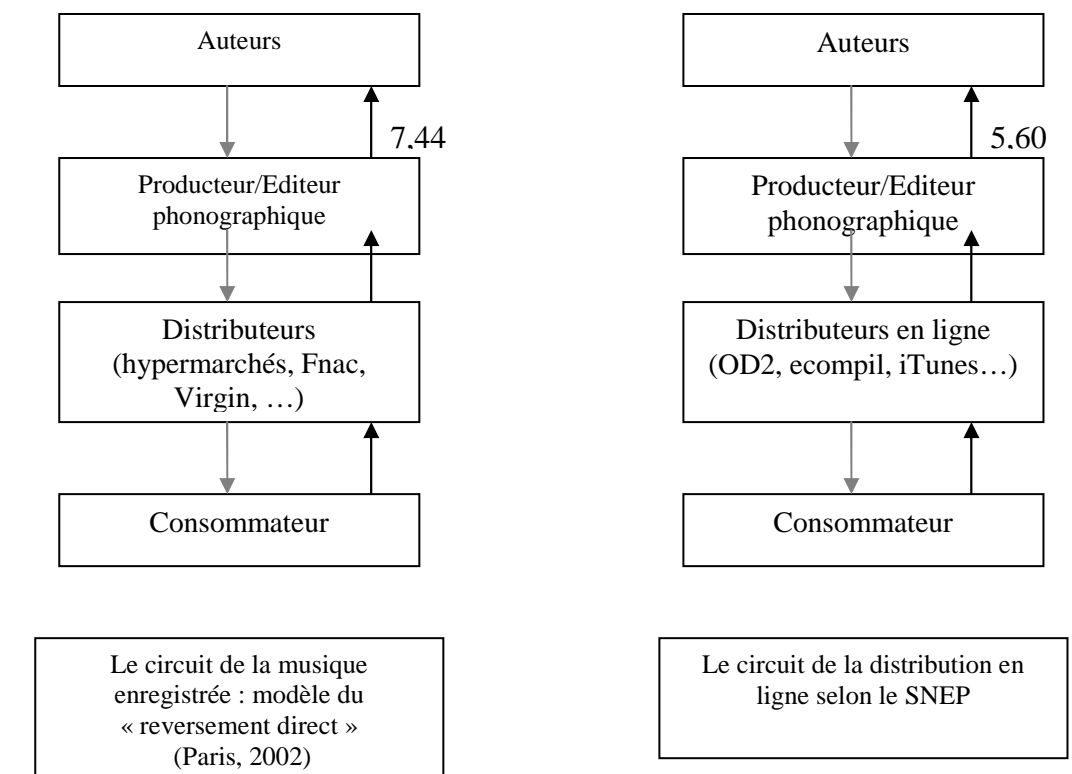 Auteurs
7,44
Producteur/Editeur
phonographique
Distributeurs
(hypermarchés, Fnac,
Virgin, …)
Consommateur
Le circuit de la musique
enregistrée : modèle du
« reversement direct »
(Paris, 2002)
Auteurs
5,60
Producteur/Editeur
phonographique
Distributeurs en ligne
(OD2, ecompil, iTunes…)
Consommateur
Le circuit de la distribution en
ligne selon le SNEP